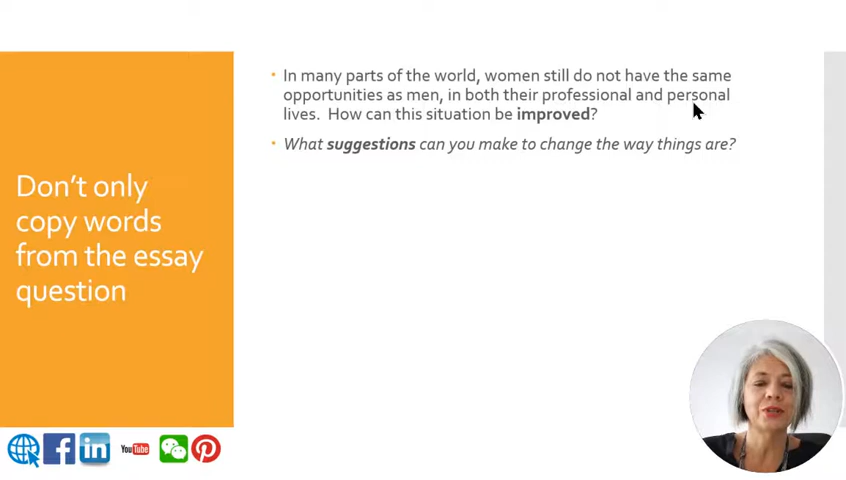 In many parts of the world, women still do not have the same
opportunities as men, in both their professional and personal
lives. How can this situation be improved?
What suggestions can you make to change the way things are?
Don't only
copy words
from the essay
question
in
YouTube